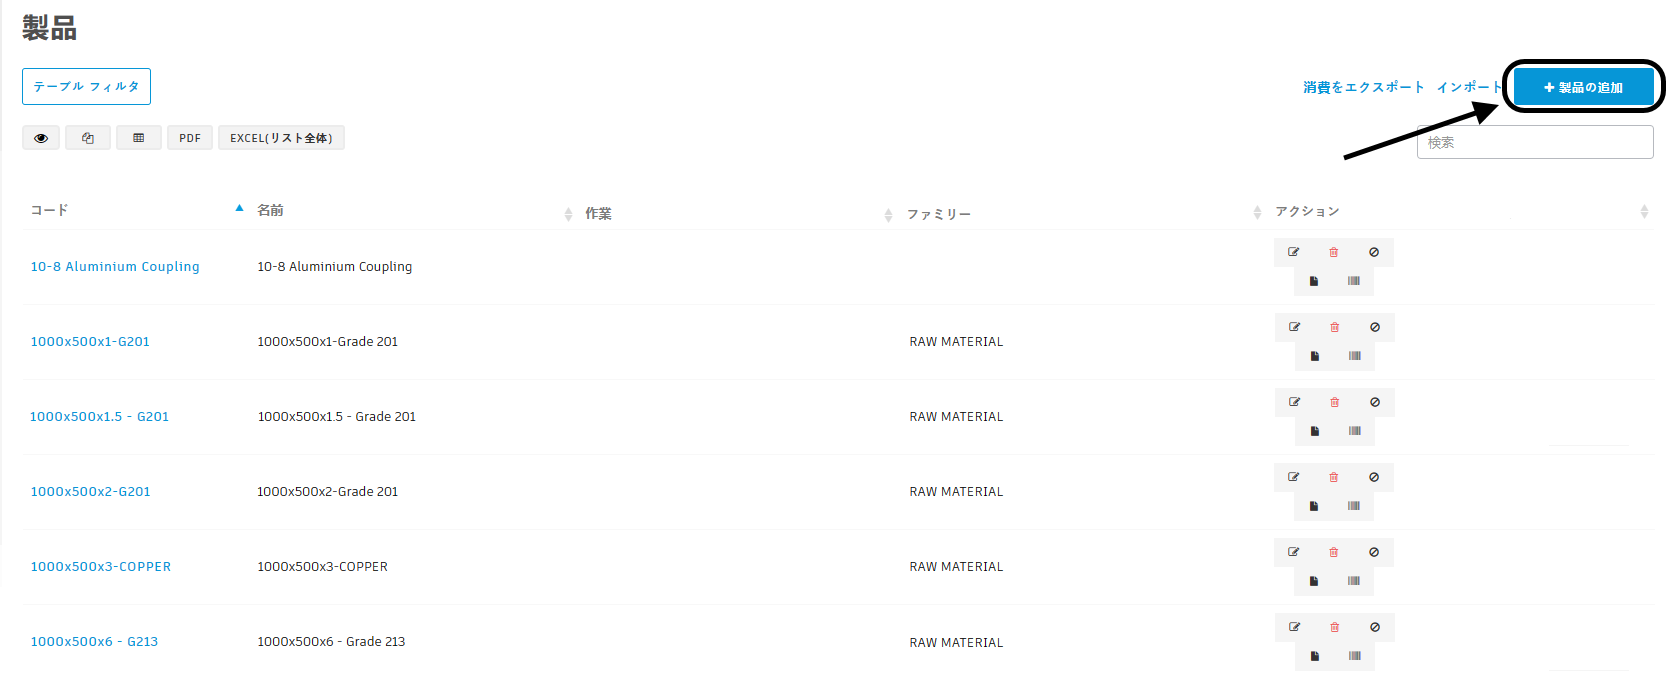 製品
テーブル フィルタ
消費をエクスポート インポート + 製品の追加
PDF EXCEL(リスト全体)
検索
コード 名前 作業 ファミリー アクション
10-8 Aluminium Coupling 10-8 Aluminium Coupling
1000x500x1-G201 1000x500x1-Grade 201 RAW MATERIAL
1000x500x1.5 - G201 1000x500x1.5 - Grade 201 RAW MATERIAL
1000x500x2-G201 1000x500x2-Grade 201 RAW MATERIAL
1000x500x3-COPPER 1000x500x3-COPPER RAW MATERIAL
1000x500x6 - G213 1000x500x6 - Grade 213 RAW MATERIAL